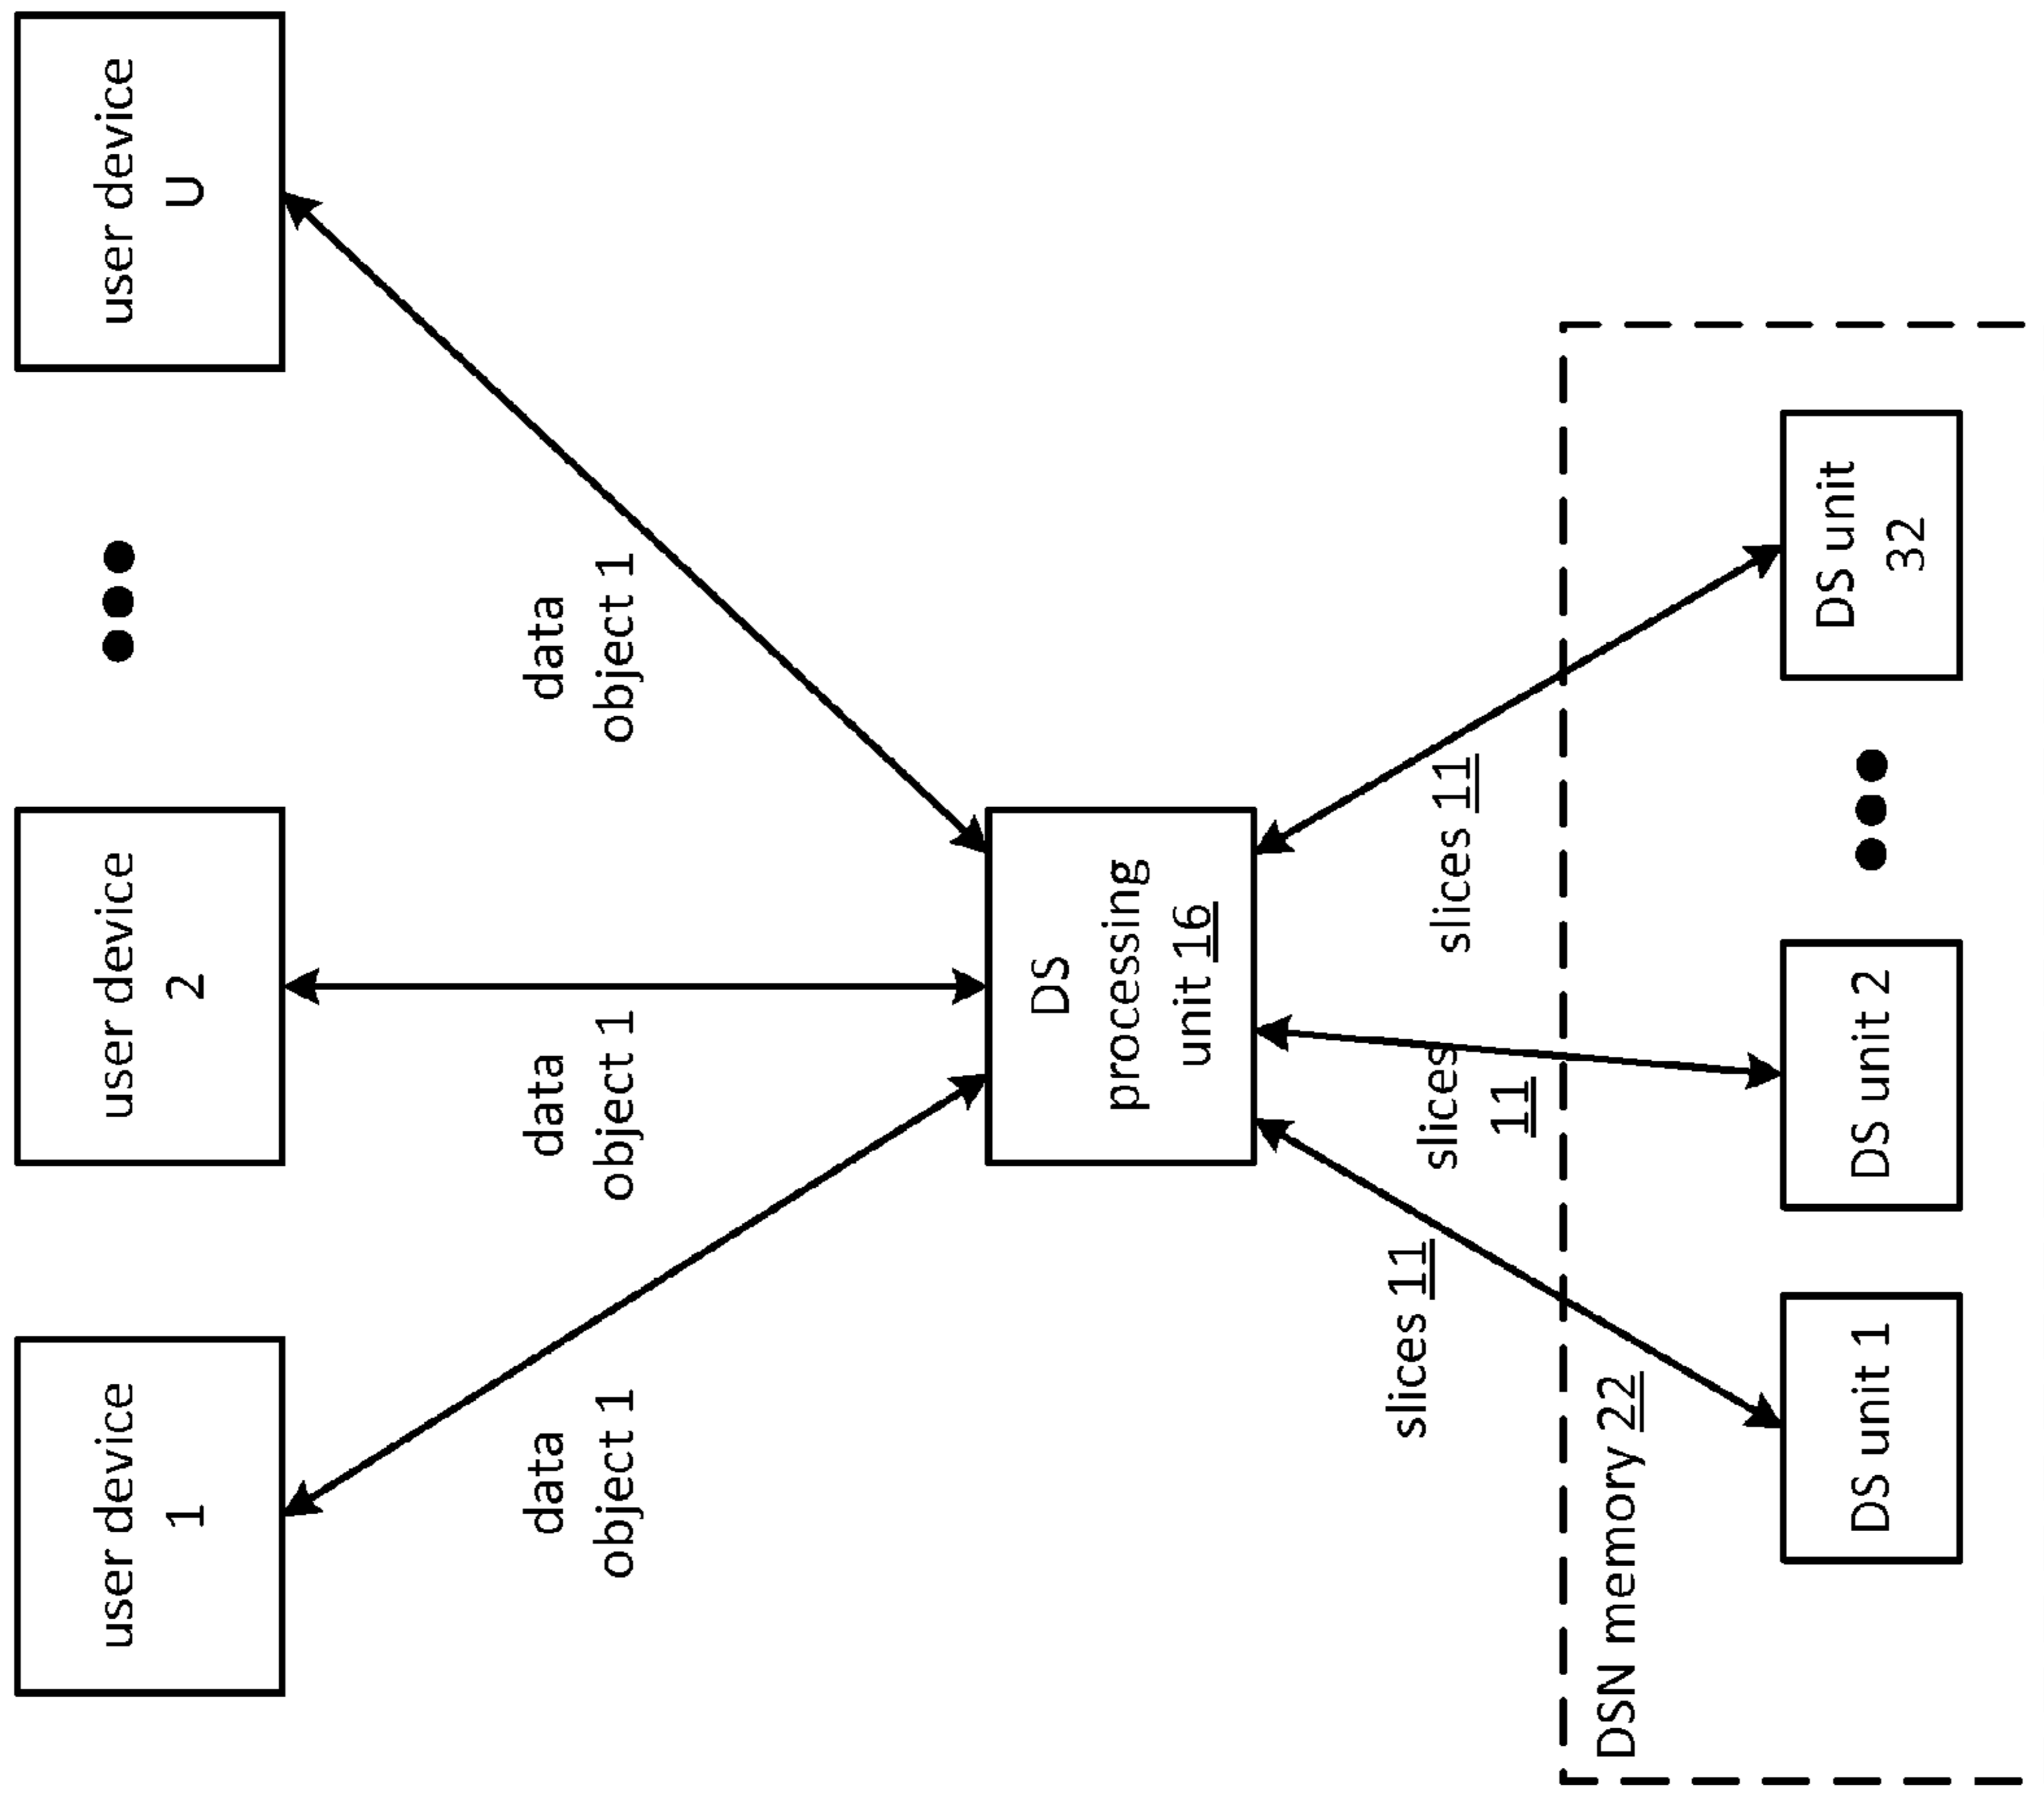 user device
1
user device
2
user device
U
data
object 1
data
object 1
data
object 1
DS
processing
unit 16
slices 11
slices
11
slices 11
DSN memory 22
DS unit 1
DS unit 2
DS unit
32